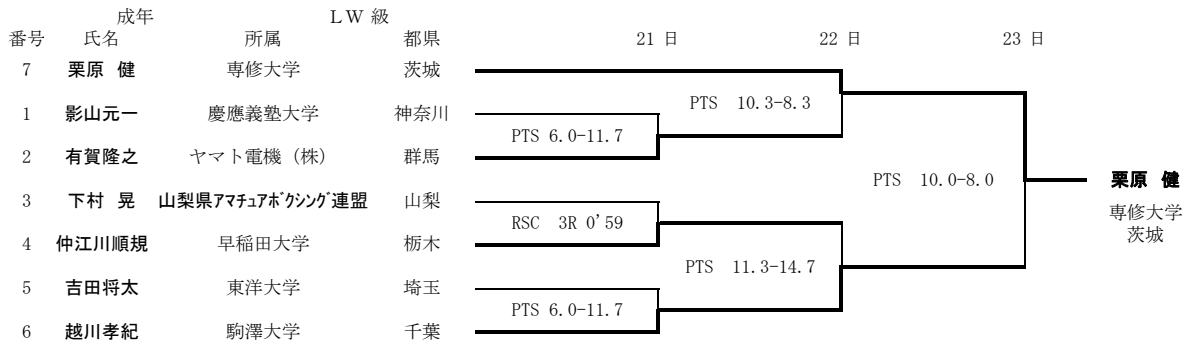 成年 LW 級
番号 氏名 所属 都県 21 日 22 日 23 日
7 栗原 健 専修大学 茨城
PTS 10.3-8.3
1 影山元一 慶應義塾大学 神奈川
PTS 6.0-11.7
2 有賀隆之 ヤマト電機（株） 群馬
PTS 10.0-8.0
栗原 健
3 下村 晃 山梨県ｱﾏﾁｭｱﾎﾞｸｼﾝｸﾞ連盟 山梨
専修大学
RSC 3R 0'59
茨城
4 仲江川順規 早稲田大学 栃木
PTS 11.3-14.7
5 吉田将太 東洋大学 埼玉
PTS 6.0-11.7
6 越川孝紀 駒澤大学 千葉